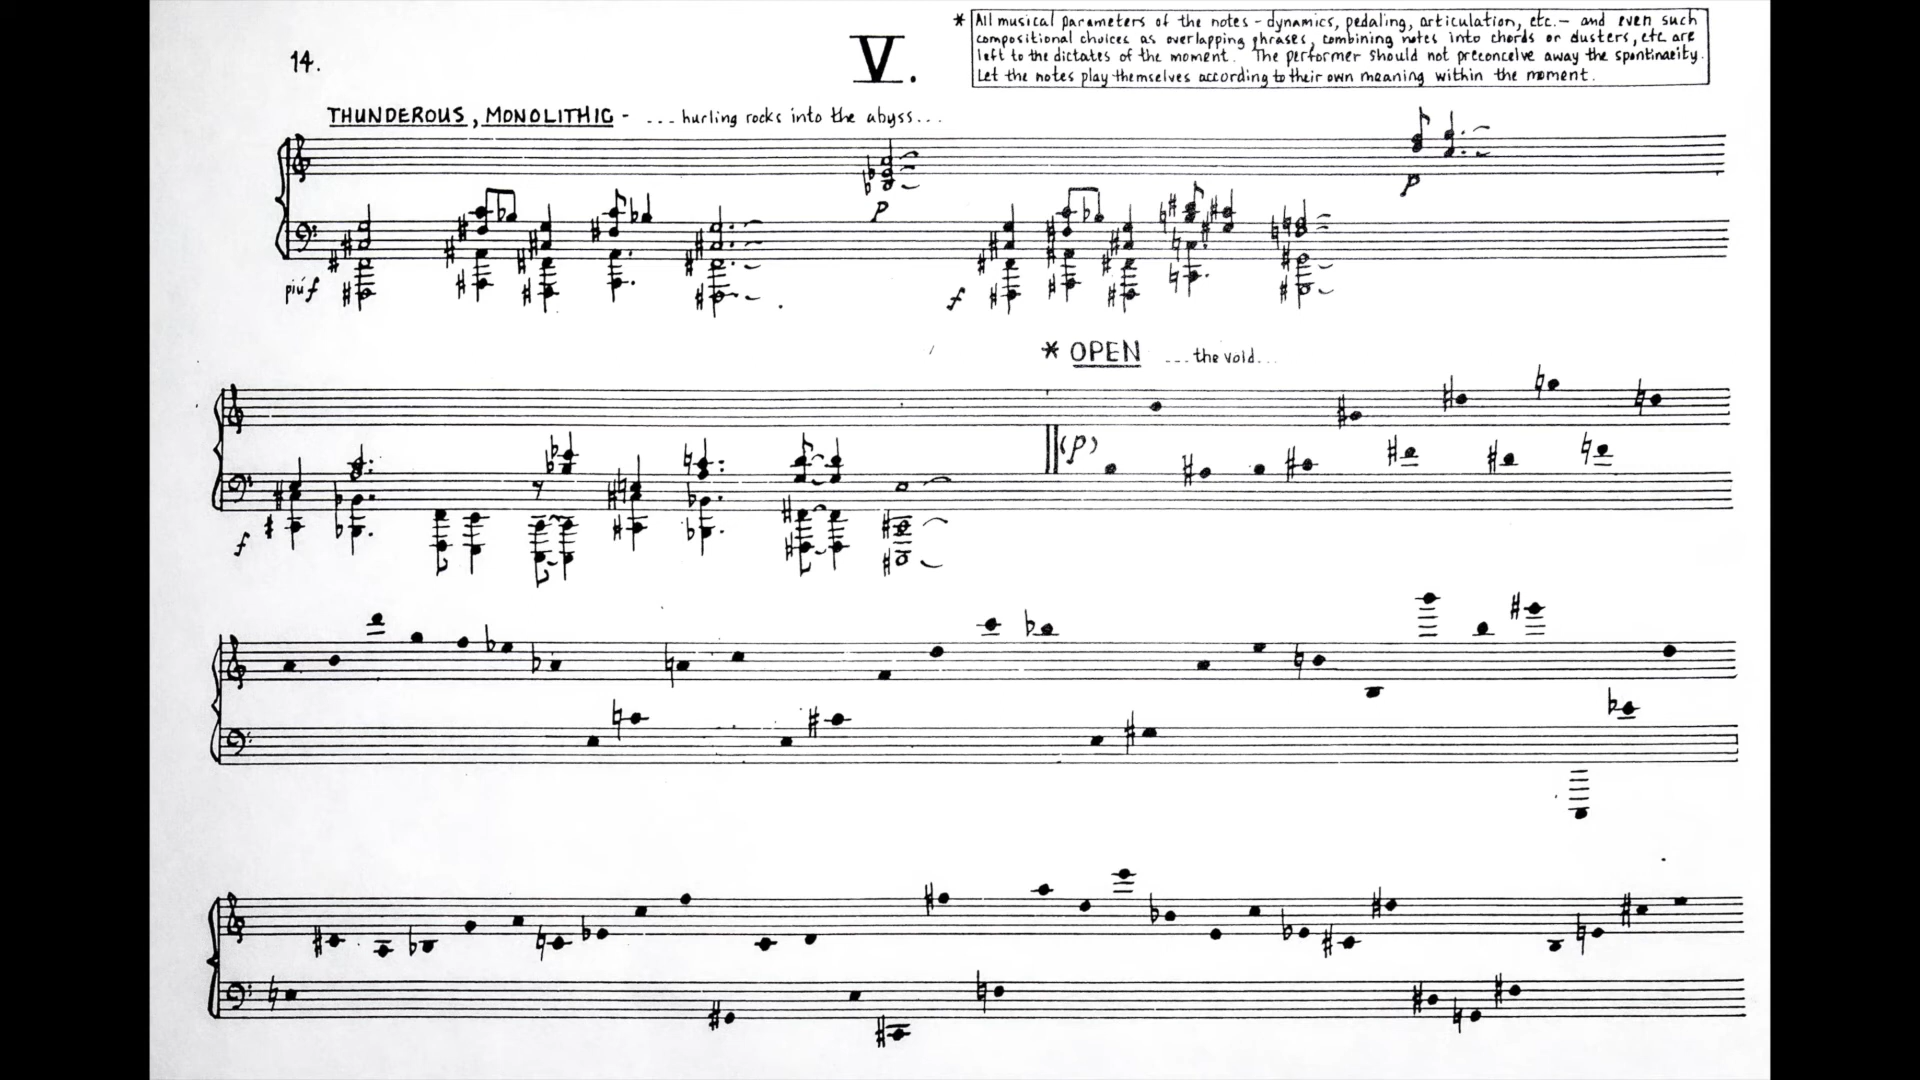 * All musical parameters of the notes - dynamics, pedaling, articulation, etc. - and even such
compositional choices as overlapping phrases, combining notes into chords or clusters, etc. are
left to the dictates of the moment. The performer should not preconceive away the spontinaeity.
Let the notes play themselves according to their own meaning within the moment.
14.
V.
THUNDEROUS, MONOLITHIC - ... hurling rocks into the abyss...
p
p
più f
f
* OPEN ... the void...
(p)
f